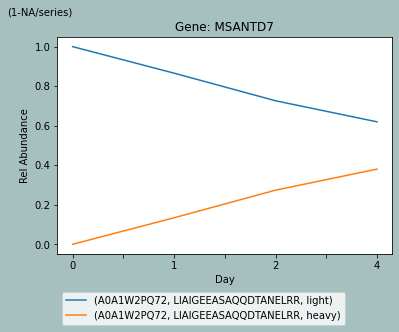 (1-NA/series)
Gene: MSANTD7
1.0
0.8
0.6
0.4
0.2
0.0
Rel Abundance
0 1 2 4
Day
(A0A1W2PQ72, LIAIGEEASAQQDTANELRR, light)
(A0A1W2PQ72, LIAIGEEASAQQDTANELRR, heavy)